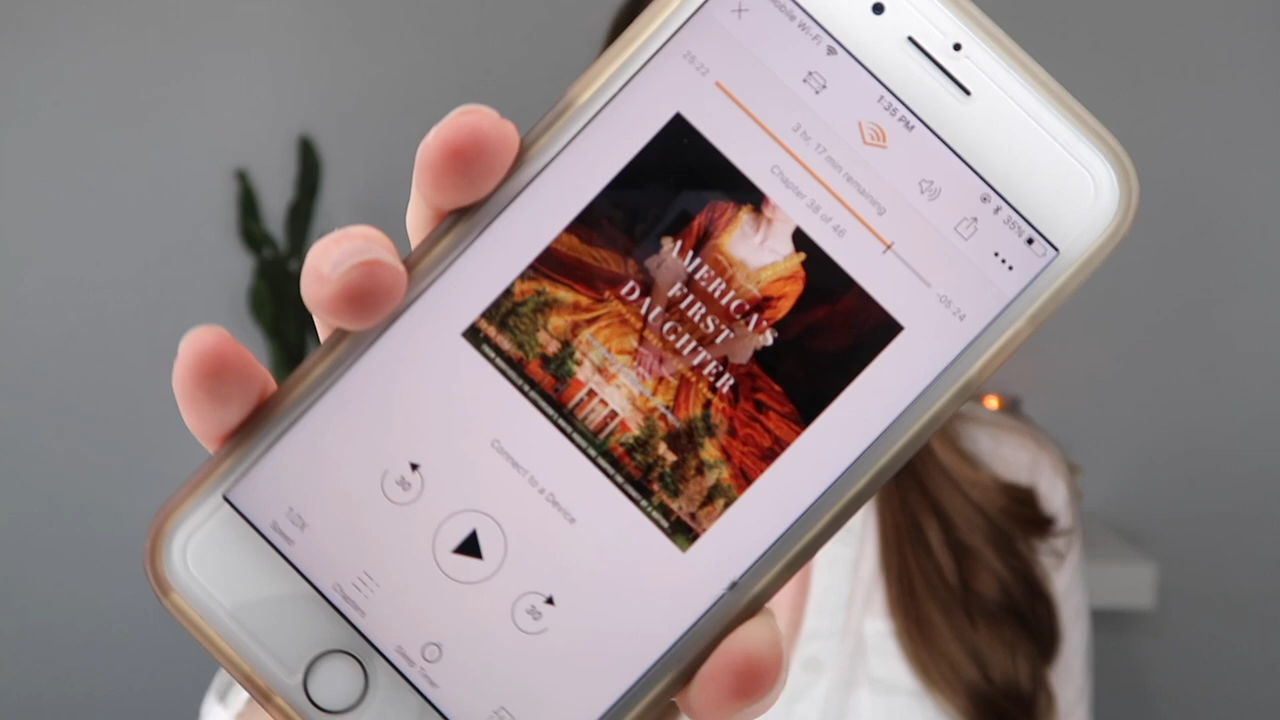 Mobile Wi-Fi
1:35 PM
35%
25:22
-05:24
3 hr, 17 min remaining
Chapter 38 of 46
AMERICA'S
FIRST
DAUGHTER
Connect to a Device
30
30
1.0X
Speed
Chapters
Sleep Timer